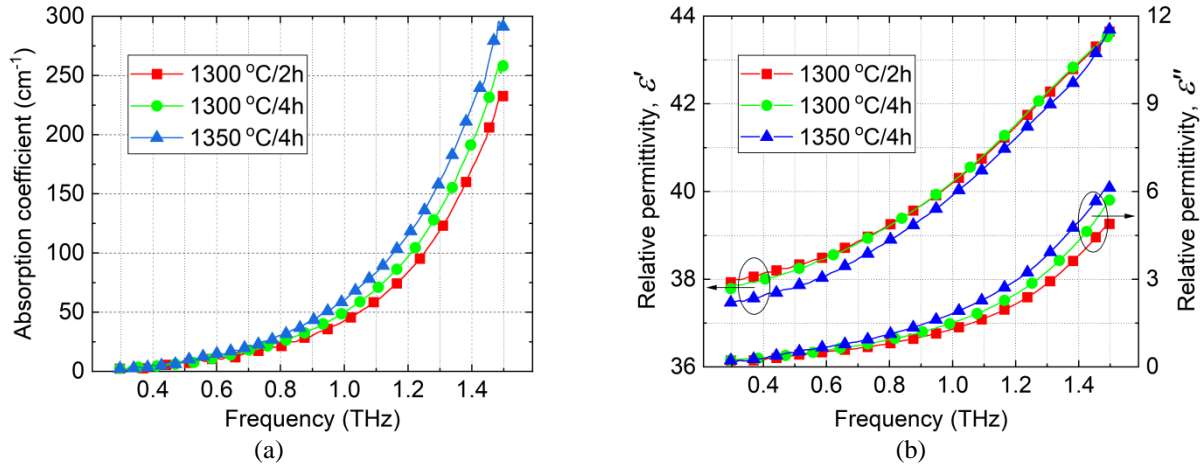 (a)
300
250
200
150
100
50
0
Absorption coefficient (cm⁻¹)
1300 °C/2h
1300 °C/4h
1350 °C/4h
0.4 0.6 0.8 1.0 1.2 1.4
Frequency (THz)
(a)
(b)
44
42
40
38
36
Relative permittivity, ε′
1300 °C/2h
1300 °C/4h
1350 °C/4h
12
9
6
3
0
Relative permittivity, ε″
0.4 0.6 0.8 1.0 1.2 1.4
Frequency (THz)
(b)